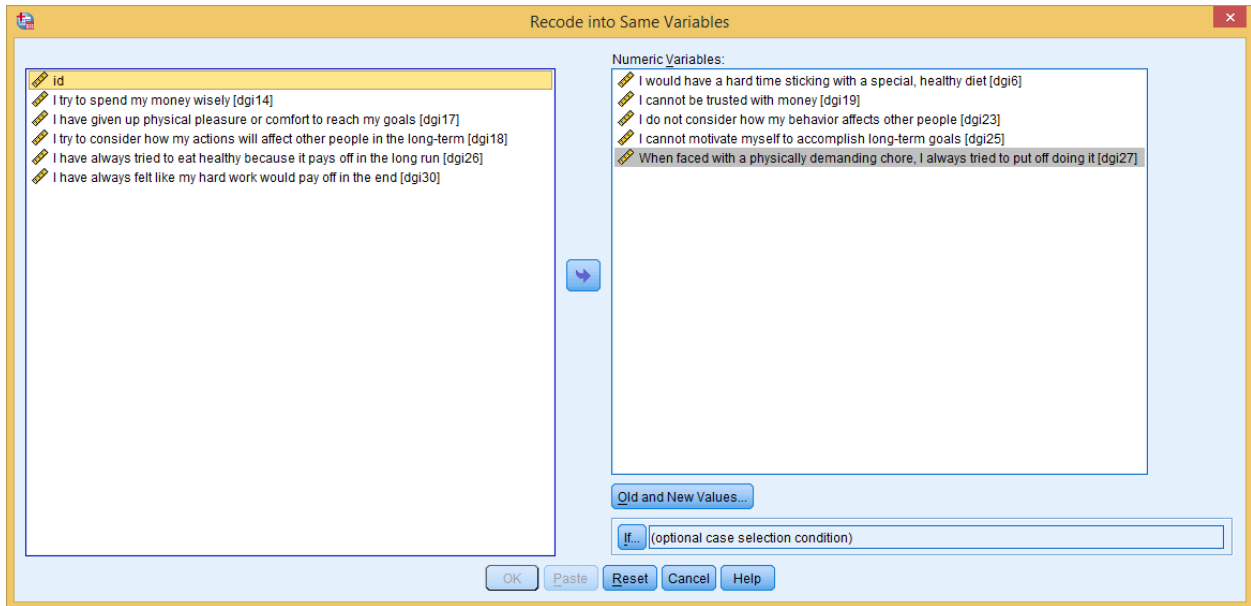 Recode into Same Variables
id
I try to spend my money wisely [dgi14]
I have given up physical pleasure or comfort to reach my goals [dgi17]
I try to consider how my actions will affect other people in the long-term [dgi18]
I have always tried to eat healthy because it pays off in the long run [dgi26]
I have always felt like my hard work would pay off in the end [dgi30]
Numeric Variables:
I would have a hard time sticking with a special, healthy diet [dgi6]
I cannot be trusted with money [dgi19]
I do not consider how my behavior affects other people [dgi23]
I cannot motivate myself to accomplish long-term goals [dgi25]
When faced with a physically demanding chore, I always tried to put off doing it [dgi27]
Old and New Values...
If... (optional case selection condition)
OK Paste Reset Cancel Help